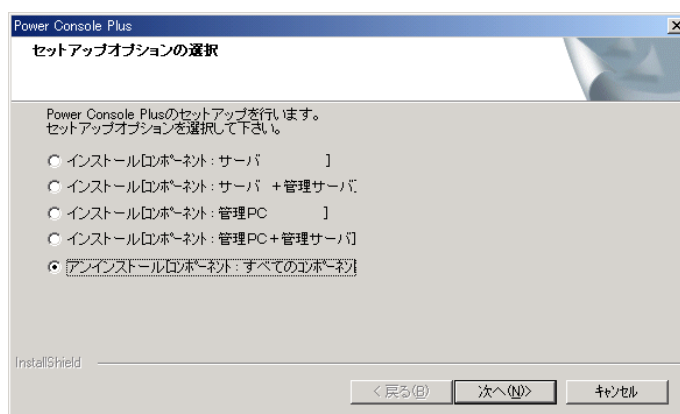 Power Console Plus
セットアップオプションの選択
Power Console Plusのセットアップを行います。
セットアップオプションを選択して下さい。
インストール[ｺﾝﾎﾟｰﾈﾝﾄ：サーバ　　　　]
インストール[ｺﾝﾎﾟｰﾈﾝﾄ：サーバ　＋管理サーバ]
インストール[ｺﾝﾎﾟｰﾈﾝﾄ：管理PC　　　　]
インストール[ｺﾝﾎﾟｰﾈﾝﾄ：管理PC＋管理サーバ]
アンインストール[ｺﾝﾎﾟｰﾈﾝﾄ：すべてのｺﾝﾎﾟｰﾈﾝﾄ
InstallShield
< 戻る(B)　次へ(N)>　ｷｬﾝｾﾙ